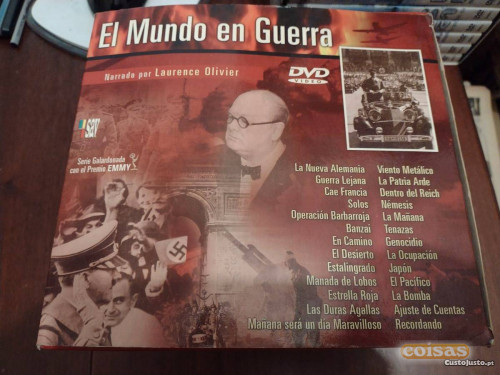 El Mundo en Guerra
Narrado por Laurence Olivier
DVD
VIDEO
sav
Serie Galardonada
con el Premio EMMY
La Nueva Alemania Viento Metálico
Guerra Lejana La Patria Arde
Cae Francia Dentro del Reich
Solos Némesis
Operación Barbarroja La Mañana
Banzai Tenazas
En Camino Genocidio
El Desierto La Ocupación
Estalingrado Japón
Manada de Lobos El Pacífico
Estrella Roja La Bomba
Las Duras Agallas Ajuste de Cuentas
Mañana será un día Maravilloso Recordando
coisas
CustoJusto.pt